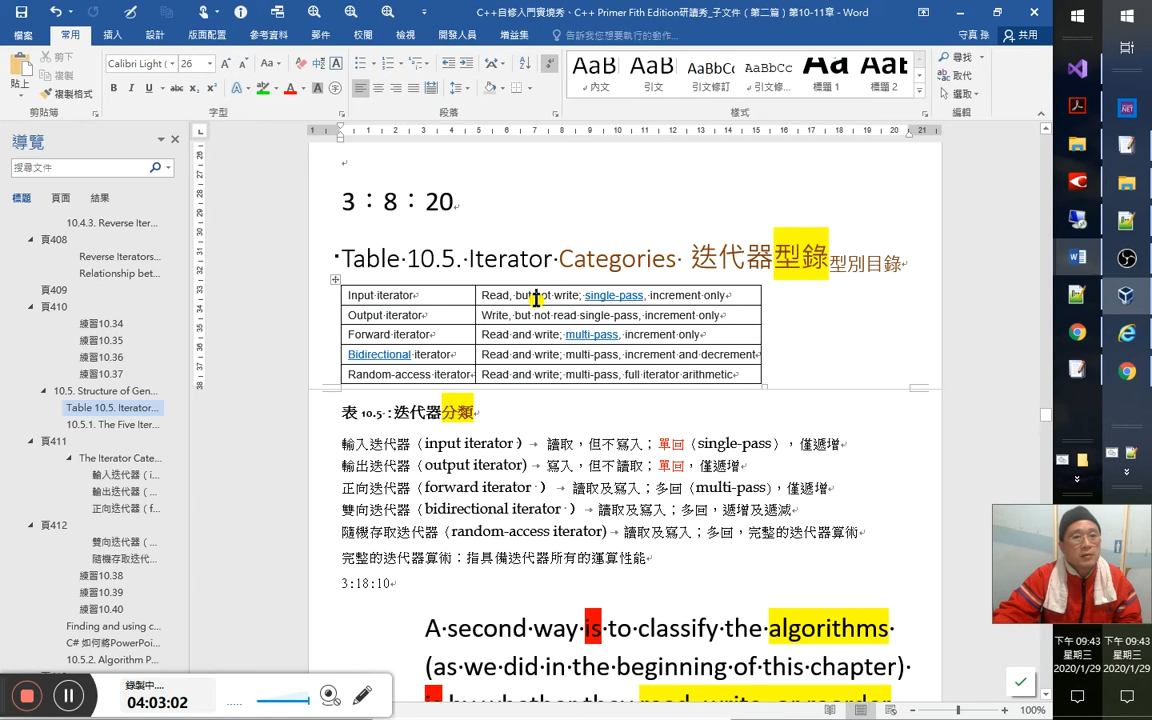 C++自修入門實境秀、C++ Primer Fith Edition研讀秀_子文件（第二篇）第10-11章 - Word
檔案 常用 插入 設計 版面配置 參考資料 郵件 校閱 檢視 開發人員 增益集 告訴我您想要執行的動作... 守真 孫 共用
貼上 剪下 複製 複製格式 剪貼簿
Calibri Light ( 26 字型
段落
AaB AaB AaBbC AaBbCc AaB AaB
內文 引文 引文修訂 引文修... 標題 1 標題 2 樣式
尋找 取代 選取 編輯
導覽
搜尋文件
標題 頁面 結果
10.4.3. Reverse Iter...
頁408
Reverse Iterators...
Relationship bet...
頁409
頁410
練習10.34
練習10.35
練習10.36
練習10.37
10.5. Structure of Gen...
Table 10.5. Iterator...
10.5.1. The Five Iter...
頁411
The Iterator Cate...
輸入迭代器（i...
輸出迭代器（...
正向迭代器（f...
頁412
雙向迭代器（...
隨機存取迭代...
練習10.38
練習10.39
練習10.40
Finding and using c...
C# 如何將PowerPoi...
10.5.2. Algorithm P...
3：8：20
Table 10.5. Iterator Categories 迭代器型錄型別目錄
Input iterator Read, but not write; single-pass, increment only
Output iterator Write, but not read single-pass, increment only
Forward iterator Read and write; multi-pass, increment only
Bidirectional iterator Read and write; multi-pass, increment and decrement
Random-access iterator Read and write; multi-pass, full iterator arithmetic
表 10.5：迭代器分類
輸入迭代器（input iterator ）→ 讀取，但不寫入；單回（single-pass），僅遞增
輸出迭代器（output iterator) → 寫入，但不讀取；單回，僅遞增
正向迭代器（forward iterator ）→ 讀取及寫入；多回（multi-pass)，僅遞增
雙向迭代器（bidirectional iterator ）→ 讀取及寫入；多回，遞增及遞減
隨機存取迭代器（random-access iterator)→ 讀取及寫入；多回，完整的迭代器算術
完整的迭代器算術：指具備迭代器所有的運算性能
3:18:10
A second way is to classify the algorithms
(as we did in the beginning of this chapter)
is by whether they read, write, or reorder
錄製中....
04:03:02
100%
下午 09:43 下午 09:43
星期三 星期三
2020/1/29 2020/1/29